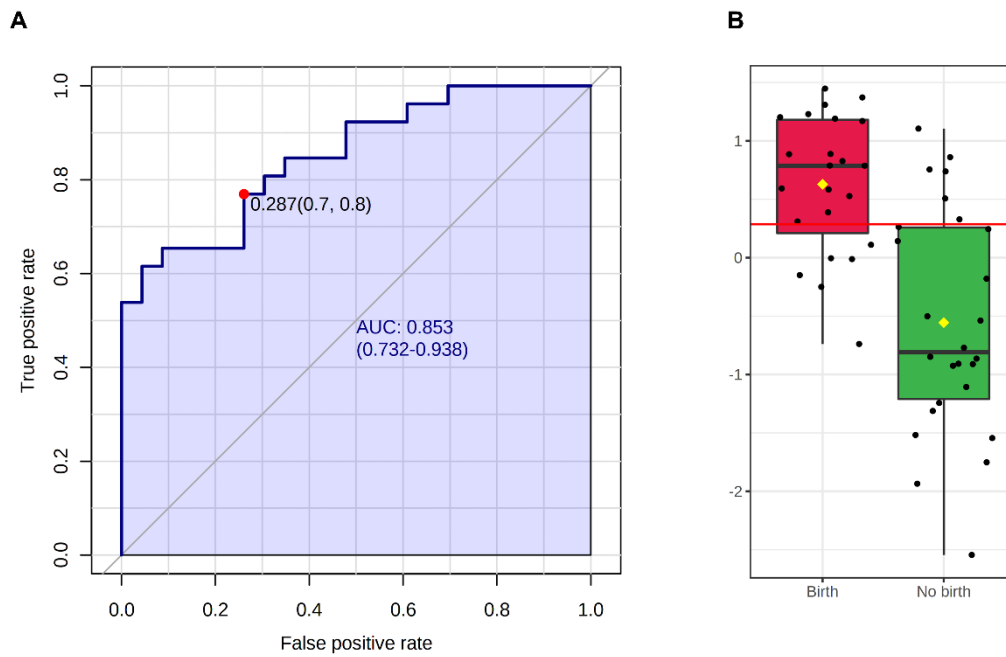 A
B
1.0
0.8
0.6
0.4
0.2
0.0
True positive rate
0.287(0.7, 0.8)
AUC: 0.853
(0.732-0.938)
0.0 0.2 0.4 0.6 0.8 1.0
False positive rate
1
0
-1
-2
Birth No birth